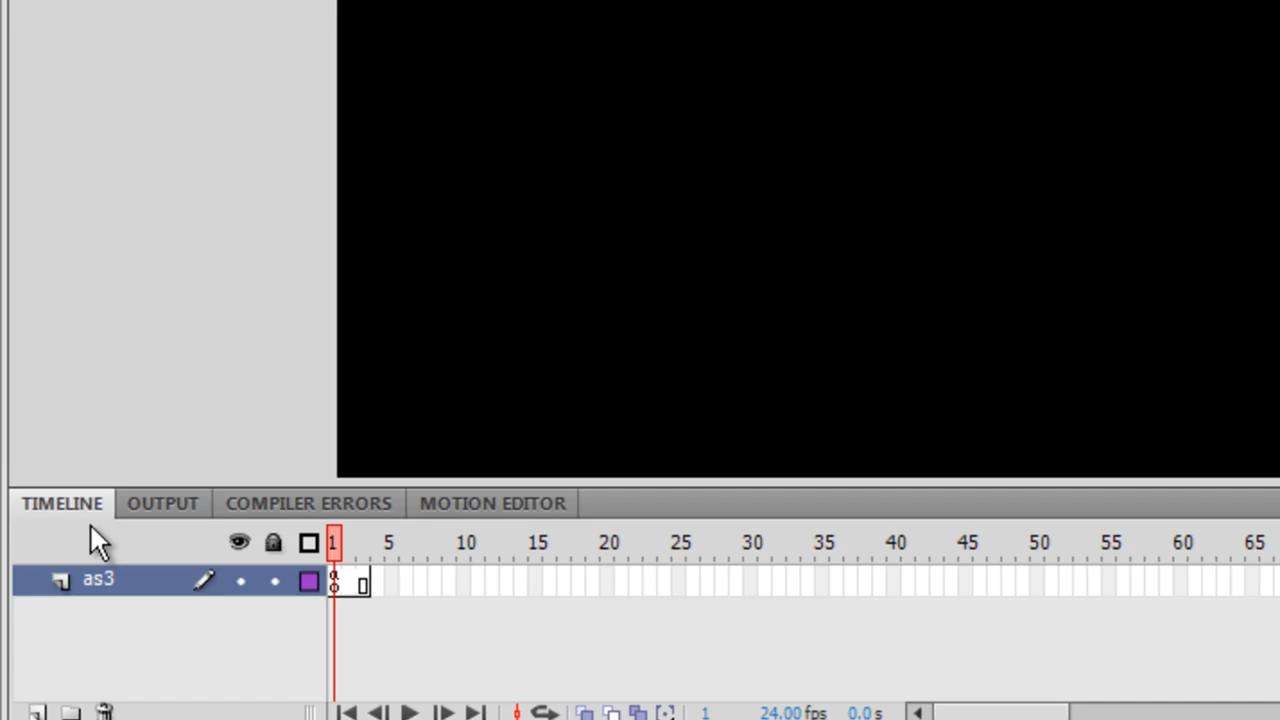 TIMELINE OUTPUT COMPILER ERRORS MOTION EDITOR
1 5 10 15 20 25 30 35 40 45 50 55 60 65
as3
1 24.00 fps 0.0 s